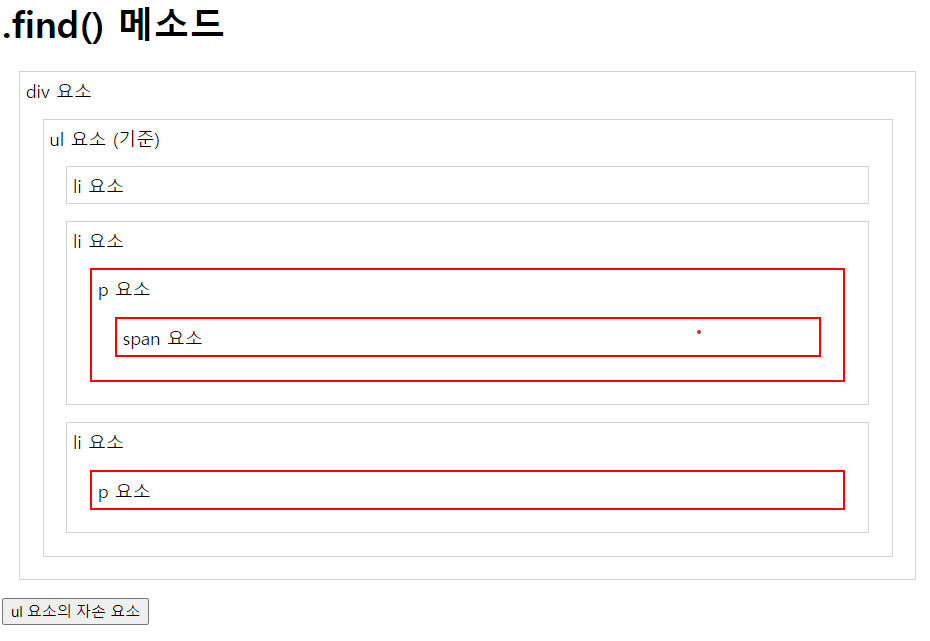 .find() 메소드
div 요소
ul 요소 (기준)
li 요소
li 요소
p 요소
span 요소
li 요소
p 요소
ul 요소의 자손 요소